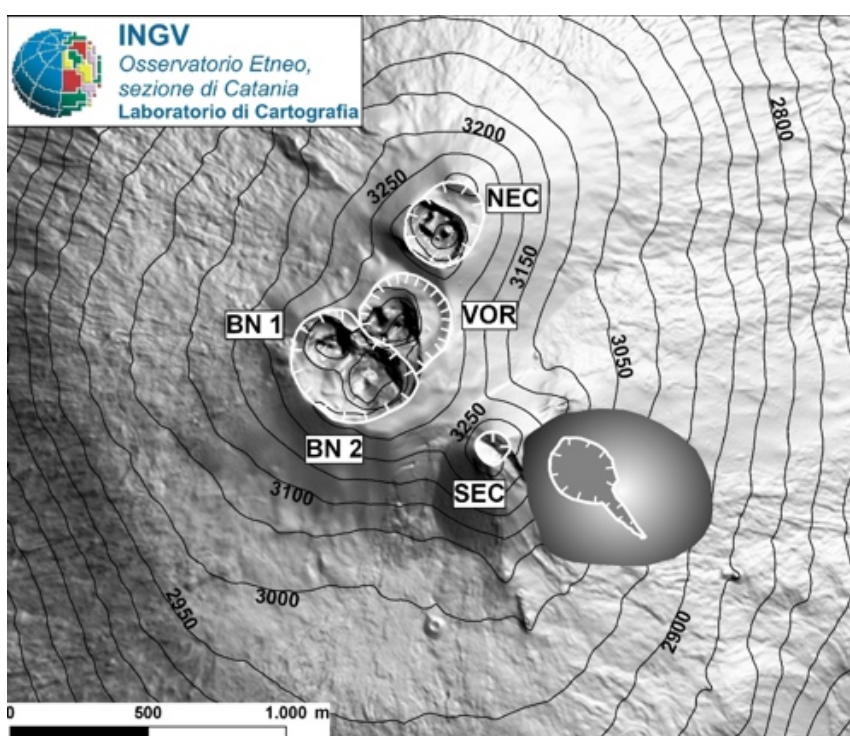 INGV
Osservatorio Etneo,
sezione di Catania
Laboratorio di Cartografia
2800
3200
3250
NEC
3150
BN 1
VOR
3050
3250
BN 2
SEC
3100
3000
2950
2900
0 500 1.000 m